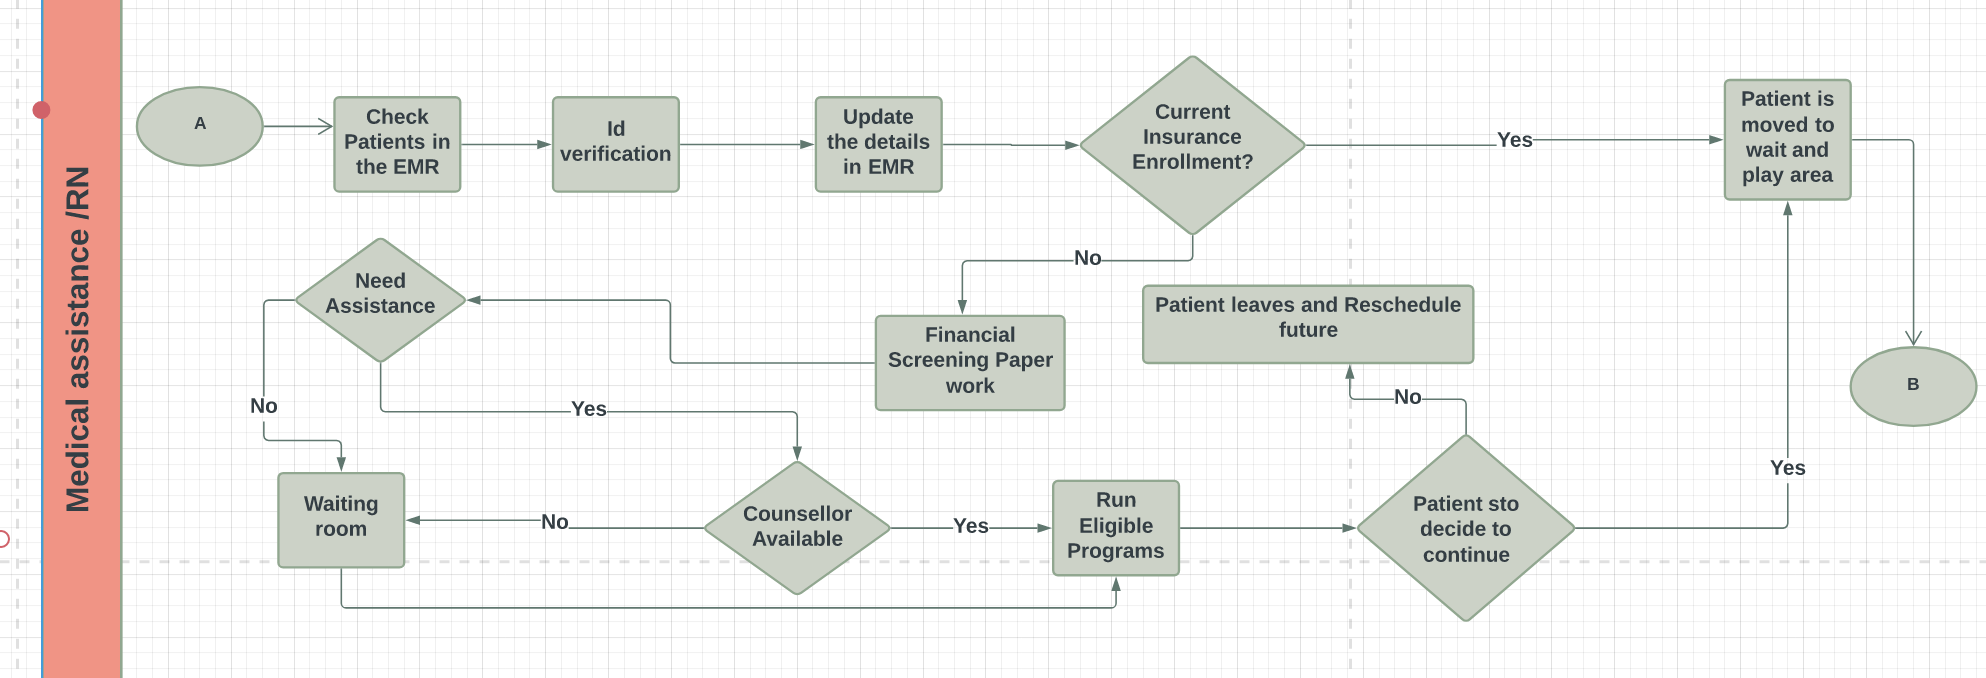 Medical assistance /RN
A
Check
Patients in
the EMR
Id
verification
Update
the details
in EMR
Current
Insurance
Enrollment?
Yes
Patient is
moved to
wait and
play area
No
Need
Assistance
Financial
Screening Paper
work
Patient leaves and Reschedule
future
B
No
Yes
No
Yes
Waiting
room
No
Counsellor
Available
Yes
Run
Eligible
Programs
Patient sto
decide to
continue